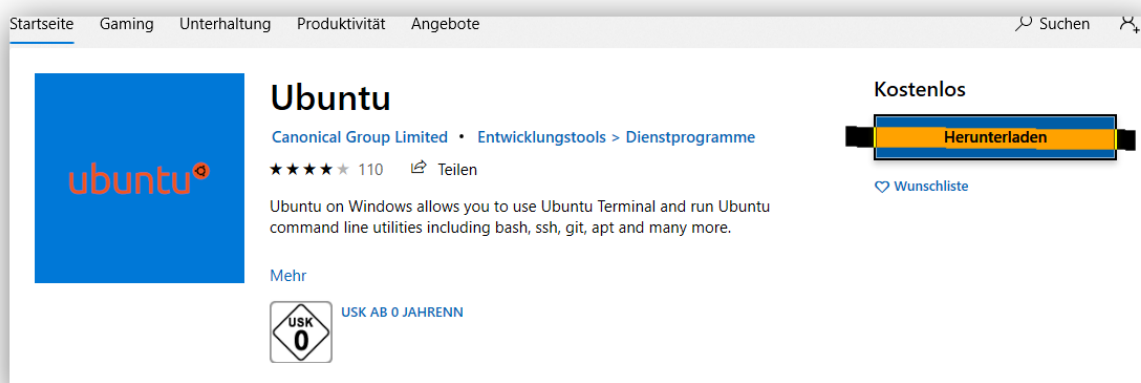 Startseite Gaming Unterhaltung Produktivität Angebote Suchen
ubuntu
Ubuntu
Canonical Group Limited • Entwicklungstools > Dienstprogramme
★★★★★ 110 Teilen
Ubuntu on Windows allows you to use Ubuntu Terminal and run Ubuntu
command line utilities including bash, ssh, git, apt and many more.
Mehr
USK
0
USK AB 0 JAHRENN
Kostenlos
Herunterladen
Wunschliste